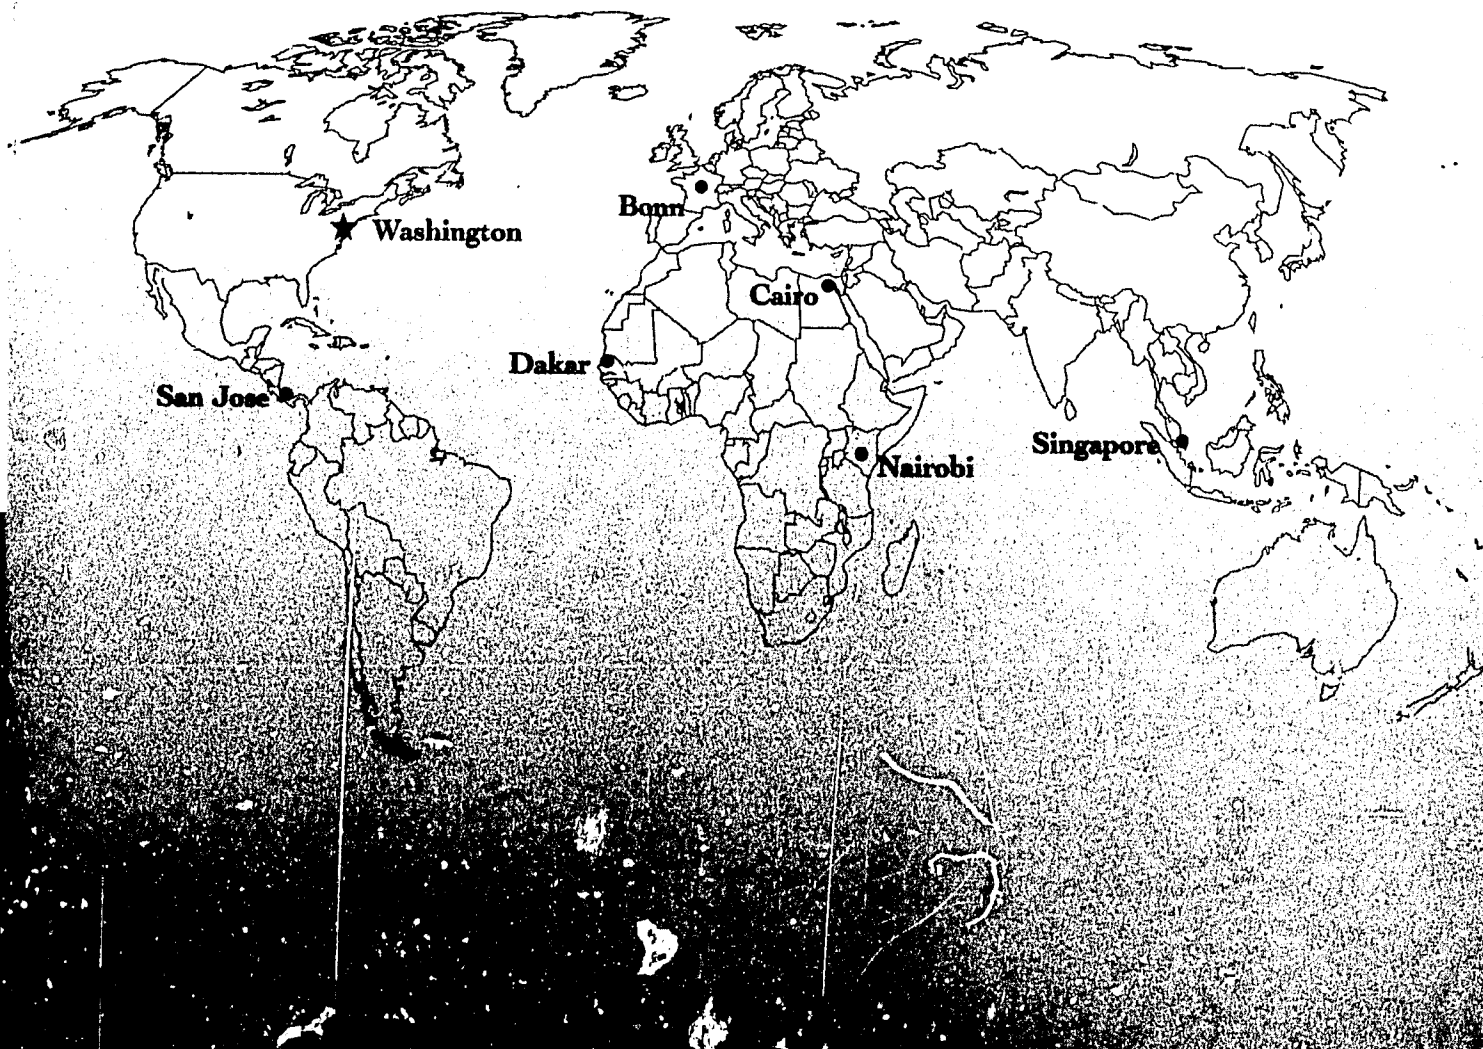 Bonn
Washington
Cairo
Dakar
San Jose
Singapore
Nairobi